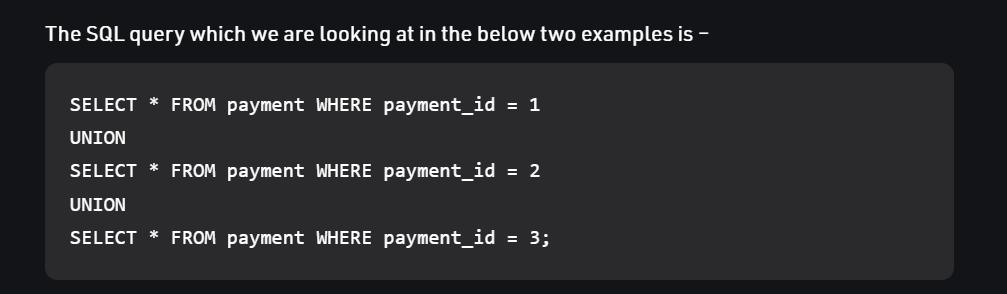 The SQL query which we are looking at in the below two examples is –
SELECT * FROM payment WHERE payment_id = 1
UNION
SELECT * FROM payment WHERE payment_id = 2
UNION
SELECT * FROM payment WHERE payment_id = 3;